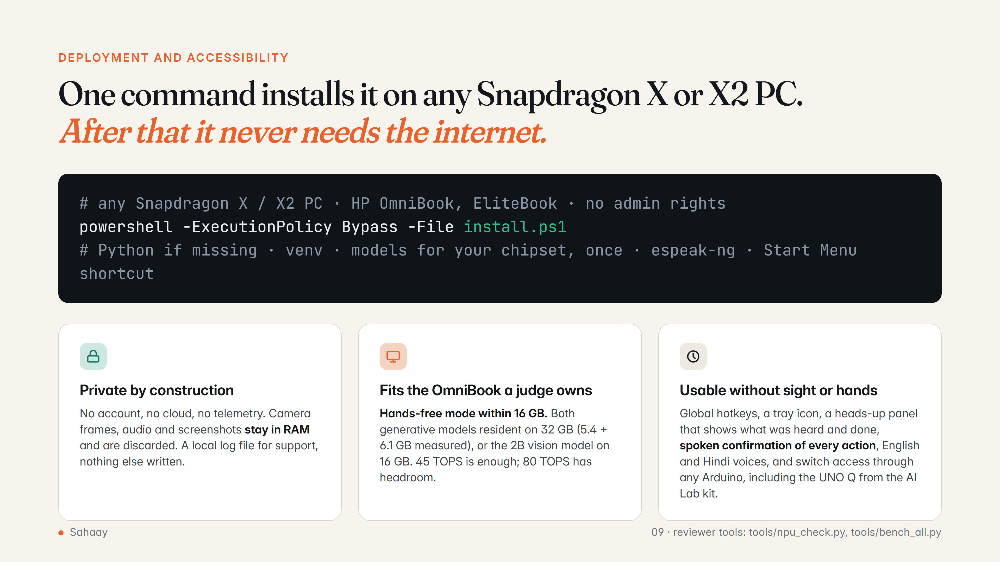 DEPLOYMENT AND ACCESSIBILITY
One command installs it on any Snapdragon X or X2 PC.
After that it never needs the internet.
# any Snapdragon X / X2 PC · HP OmniBook, EliteBook · no admin rights
powershell -ExecutionPolicy Bypass -File install.ps1
# Python if missing · venv · models for your chipset, once · espeak-ng · Start Menu
shortcut
Private by construction
No account, no cloud, no telemetry. Camera
frames, audio and screenshots stay in RAM
and are discarded. A local log file for support,
nothing else written.
Fits the OmniBook a judge owns
Hands-free mode within 16 GB. Both
generative models resident on 32 GB (5.4 +
6.1 GB measured), or the 2B vision model on
16 GB. 45 TOPS is enough; 80 TOPS has
headroom.
Usable without sight or hands
Global hotkeys, a tray icon, a heads-up panel
that shows what was heard and done,
spoken confirmation of every action, English
and Hindi voices, and switch access through
any Arduino, including the UNO Q from the AI
Lab kit.
Sahaay
09 · reviewer tools: tools/npu_check.py, tools/bench_all.py